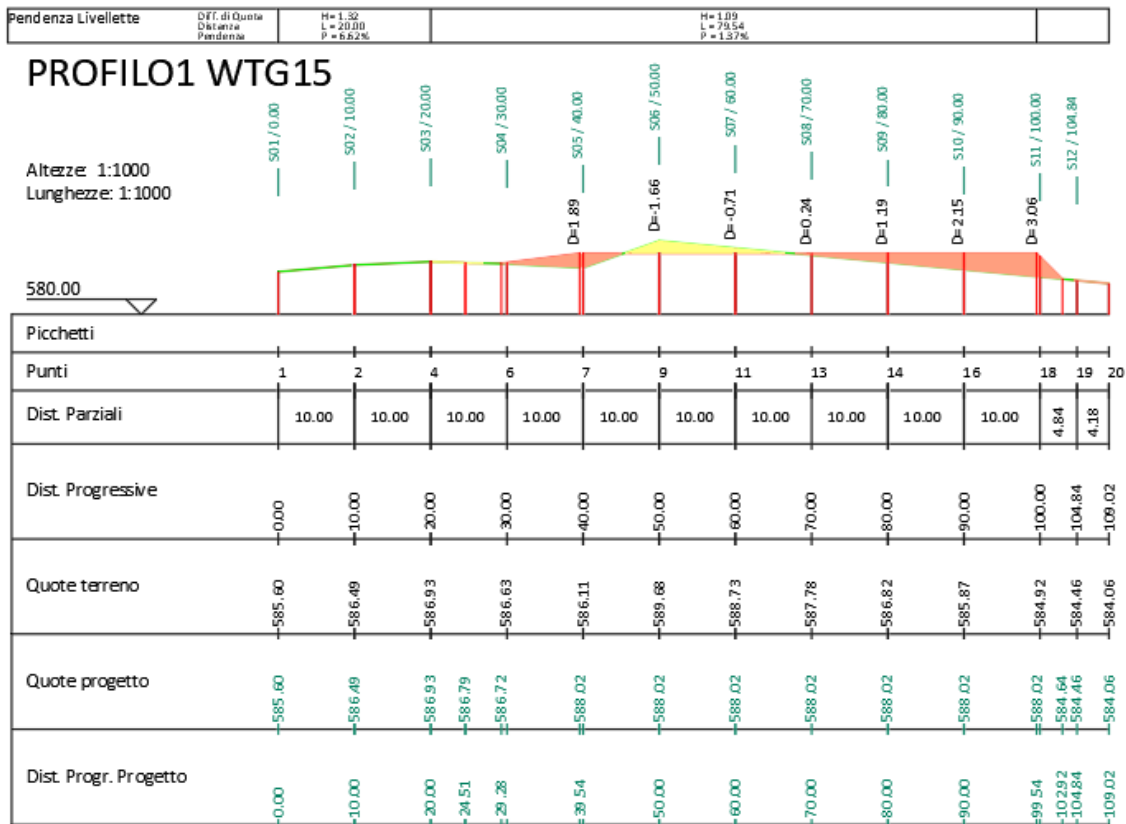 Pendenza Livellette
Diff. di Quota H = 1.32 H = 1.09
Distanza L = 20.00 L = 79.54
Pendenza P = 6.62% P = 1.37%
PROFILO1 WTG15
S01 / 0.00
S02 / 10.00
S03 / 20.00
S04 / 30.00
S05 / 40.00
S06 / 50.00
S07 / 60.00
S08 / 70.00
S09 / 80.00
S10 / 90.00
S11 / 100.00
S12 / 104.84
Altezze: 1:1000
Lunghezze: 1:1000
D=1.89
D=-1.66
D=-0.71
D=0.24
D=1.19
D=2.15
D=3.06
580.00
Picchetti
Punti 1 2 4 6 7 9 11 13 14 16 18 19 20
Dist. Parziali 10.00 10.00 10.00 10.00 10.00 10.00 10.00 10.00 10.00 10.00 4.84 4.18
Dist. Progressive 0.00 10.00 20.00 30.00 40.00 50.00 60.00 70.00 80.00 90.00 100.00 104.84 109.02
Quote terreno 585.60 586.49 586.93 586.63 586.11 589.68 588.73 587.78 586.82 585.87 584.92 584.46 584.06
Quote progetto 585.60 586.49 586.93 586.79 586.72 588.02 588.02 588.02 588.02 588.02 588.02 588.02 584.64 584.46 584.06
Dist. Progr. Progetto 0.00 10.00 20.00 24.51 29.28 39.54 50.00 60.00 70.00 80.00 90.00 99.54 102.92 104.84 109.02